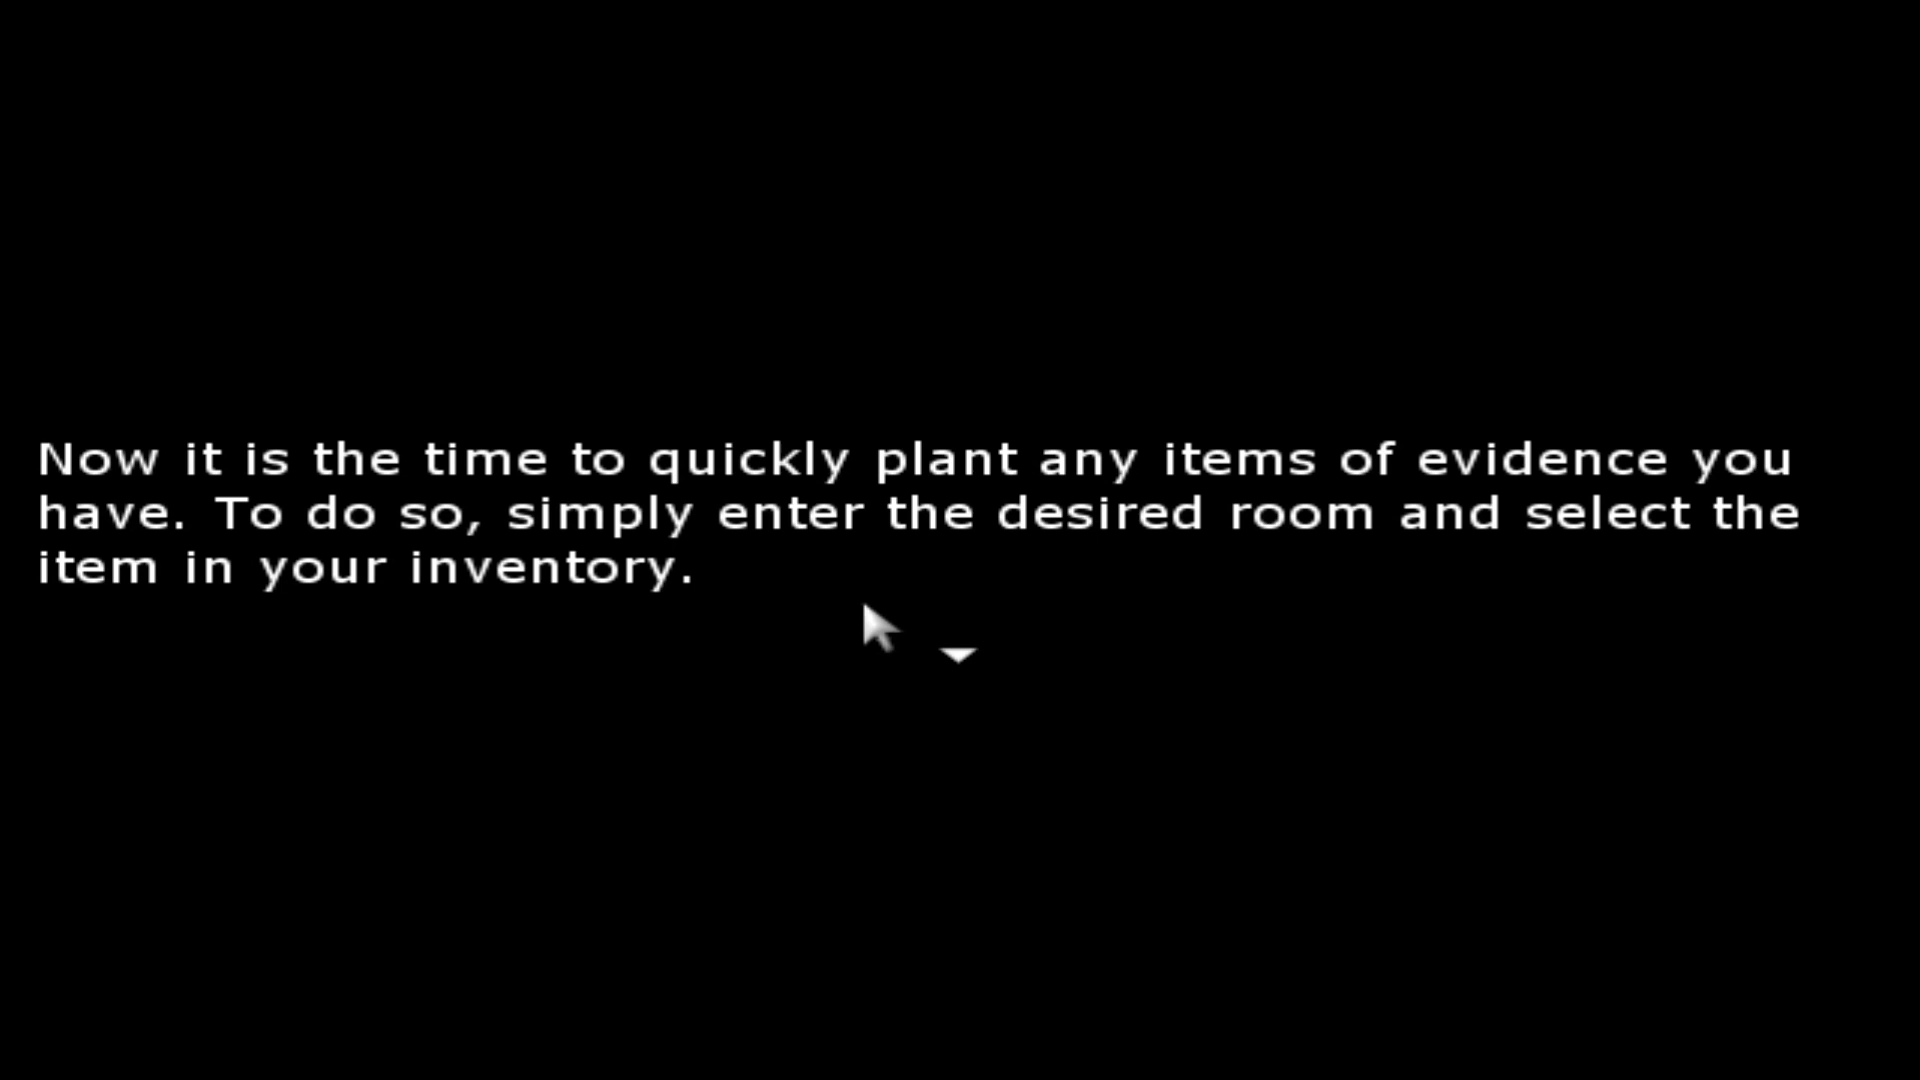 Now it is the time to quickly plant any items of evidence you
have. To do so, simply enter the desired room and select the
item in your inventory.